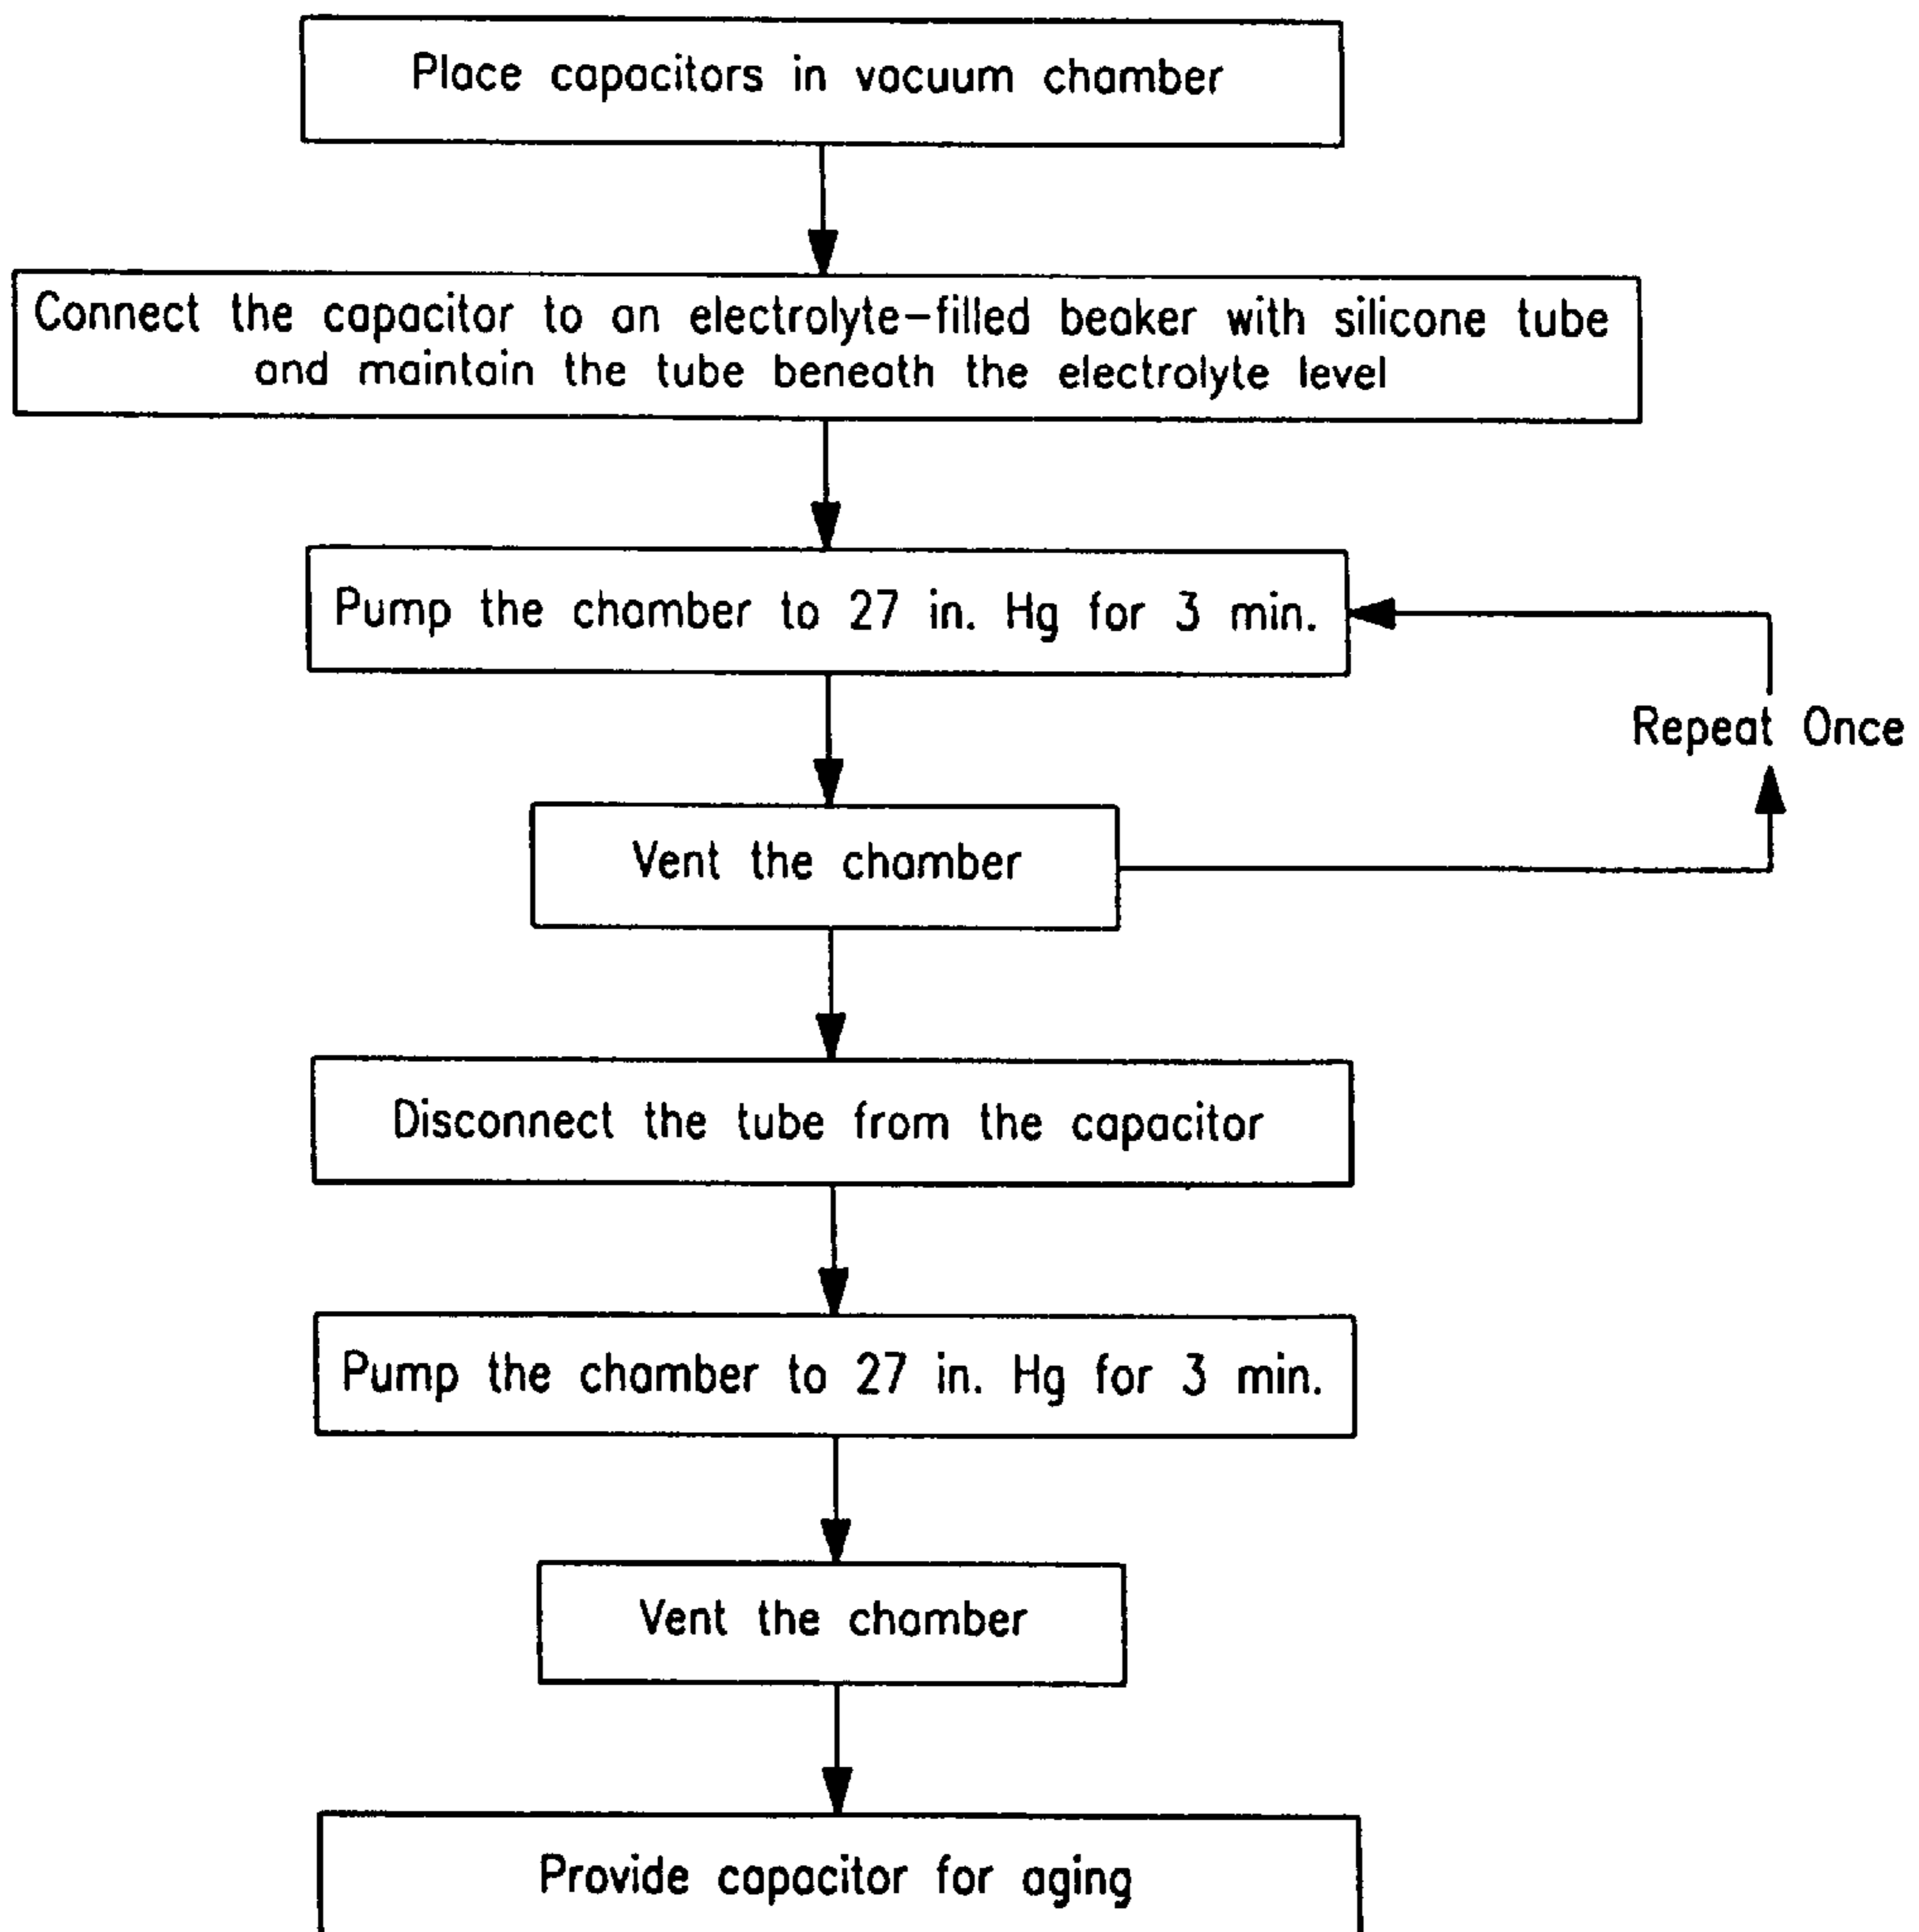 Place capacitors in vacuum chamber
Connect the capacitor to an electrolyte-filled beaker with silicone tube
and maintain the tube beneath the electrolyte level
Pump the chamber to 27 in. Hg for 3 min.
Repeat Once
Vent the chamber
Disconnect the tube from the capacitor
Pump the chamber to 27 in. Hg for 3 min.
Vent the chamber
Provide capacitor for aging